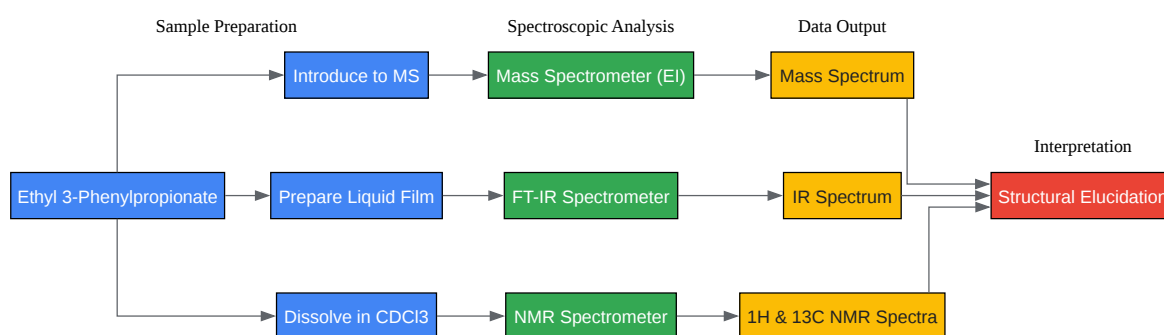 Sample Preparation
Spectroscopic Analysis
Data Output
Introduce to MS
Mass Spectrometer (EI)
Mass Spectrum
Interpretation
Ethyl 3-Phenylpropionate
Prepare Liquid Film
FT-IR Spectrometer
IR Spectrum
Structural Elucidation
Dissolve in CDCl3
NMR Spectrometer
1H & 13C NMR Spectra